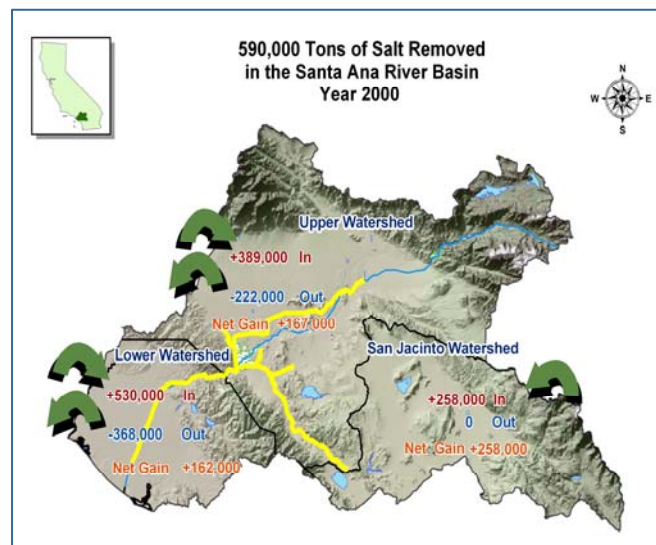 590,000 Tons of Salt Removed
in the Santa Ana River Basin
Year 2000
N
W E
S
Upper Watershed
+389,000 In
-222,000 Out
Net Gain +167,000
Lower Watershed
+530,000 In
-368,000 Out
Net Gain +162,000
San Jacinto Watershed
+258,000 In
0 Out
Net Gain +258,000